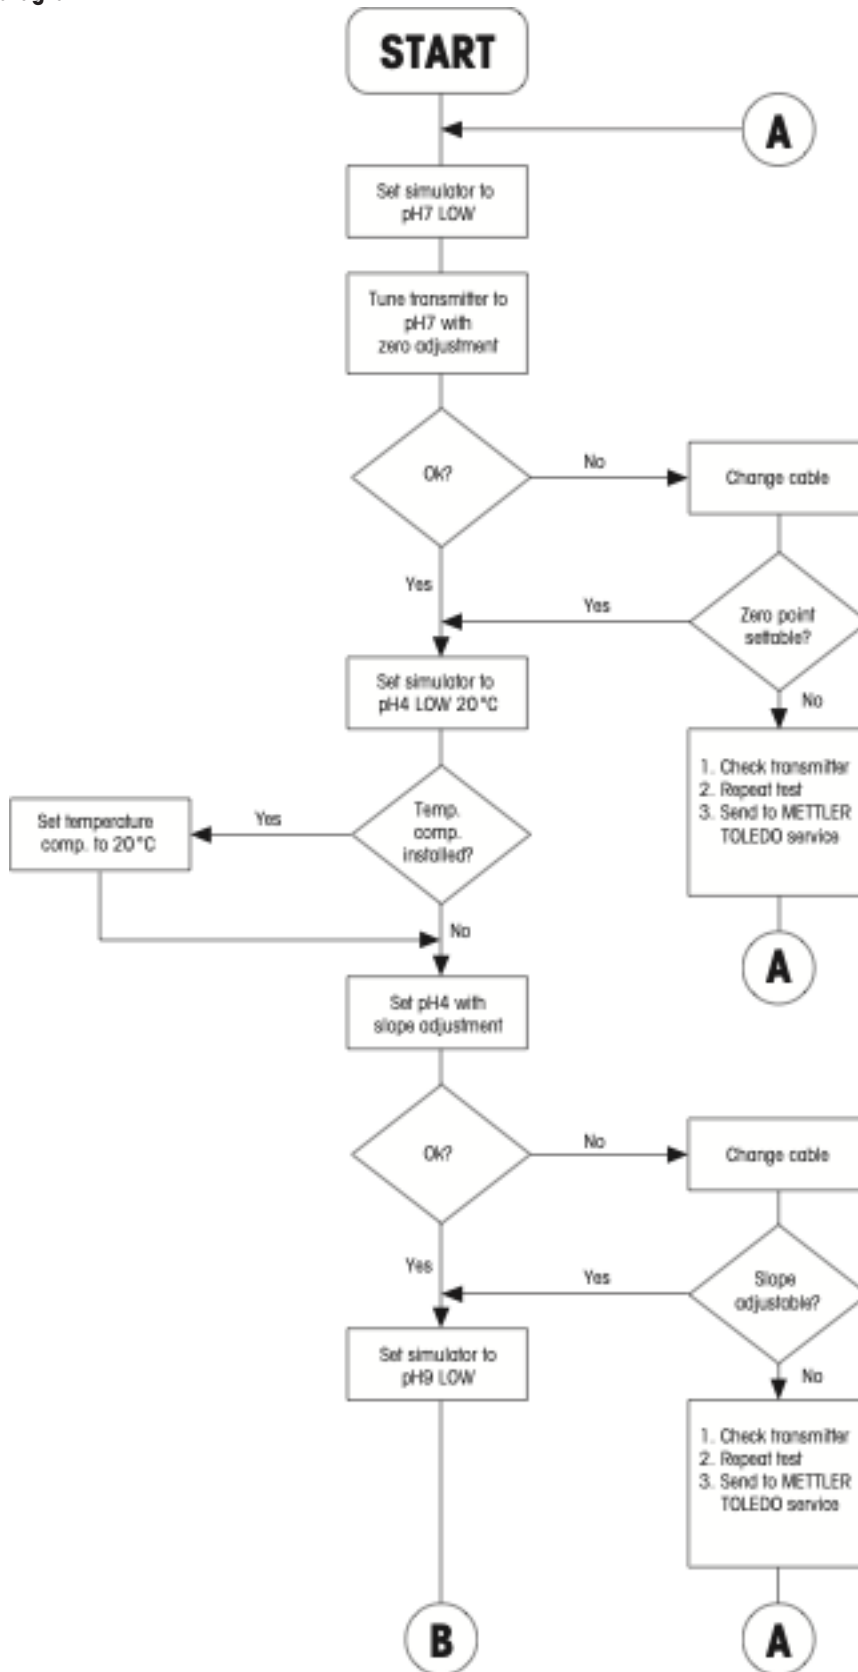 START
A
Set simulator to
pH7 LOW
Tune transmitter to
pH7 with
zero adjustment
Ok?
No
Change cable
Yes
Yes
Zero point
settable?
Set simulator to
pH4 LOW 20°C
No
1. Check transmitter
2. Repeat test
3. Send to METTLER
TOLEDO service
Set temperature
comp. to 20°C
Yes
Temp.
comp.
installed?
No
A
Set pH4 with
slope adjustment
Ok?
No
Change cable
Yes
Yes
Slope
adjustable?
Set simulator to
pH9 LOW
No
1. Check transmitter
2. Repeat test
3. Send to METTLER
TOLEDO service
B
A